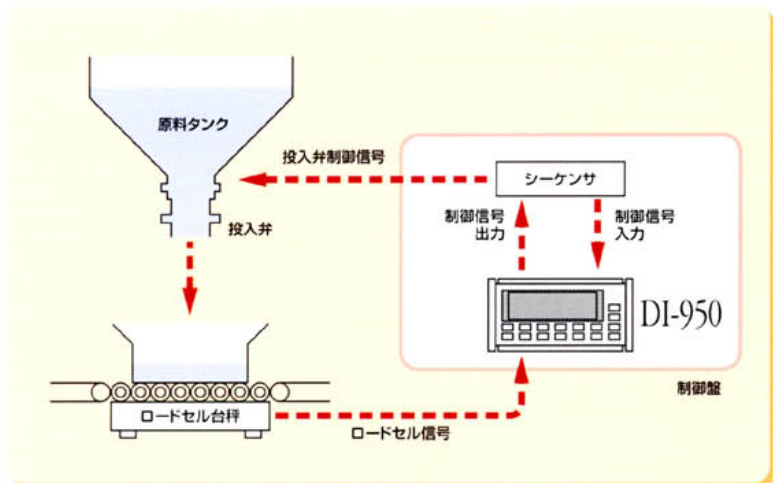 原料タンク
投入弁制御信号
シーケンサ
制御信号
出力
制御信号
入力
投入弁
DI-950
制御盤
ロードセル台秤
ロードセル信号